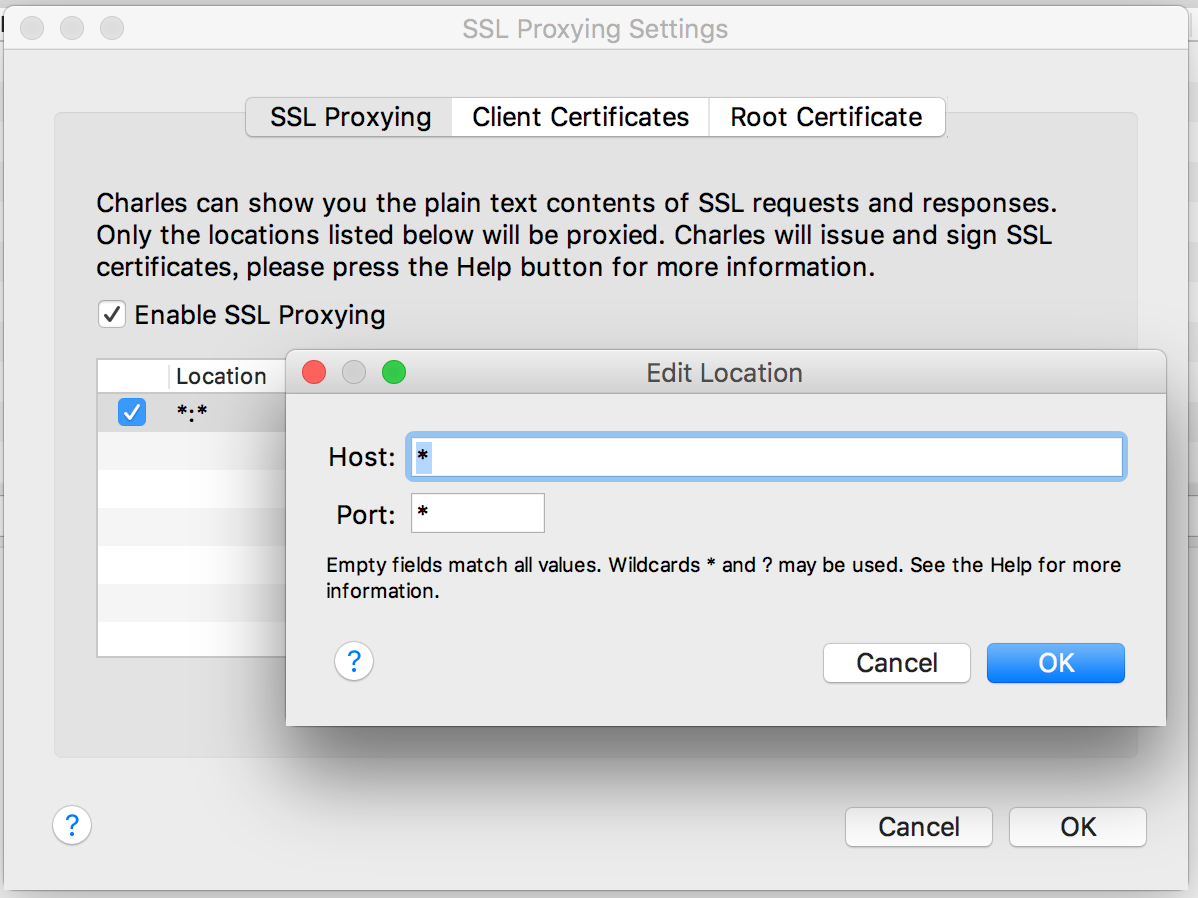 SSL Proxying Settings
SSL Proxying
Client Certificates
Root Certificate
Charles can show you the plain text contents of SSL requests and responses.
Only the locations listed below will be proxied. Charles will issue and sign SSL
certificates, please press the Help button for more information.
Enable SSL Proxying
Location
*:*
Edit Location
Host: *
Port: *
Empty fields match all values. Wildcards * and ? may be used. See the Help for more
information.
?
Cancel
OK
?
Cancel
OK